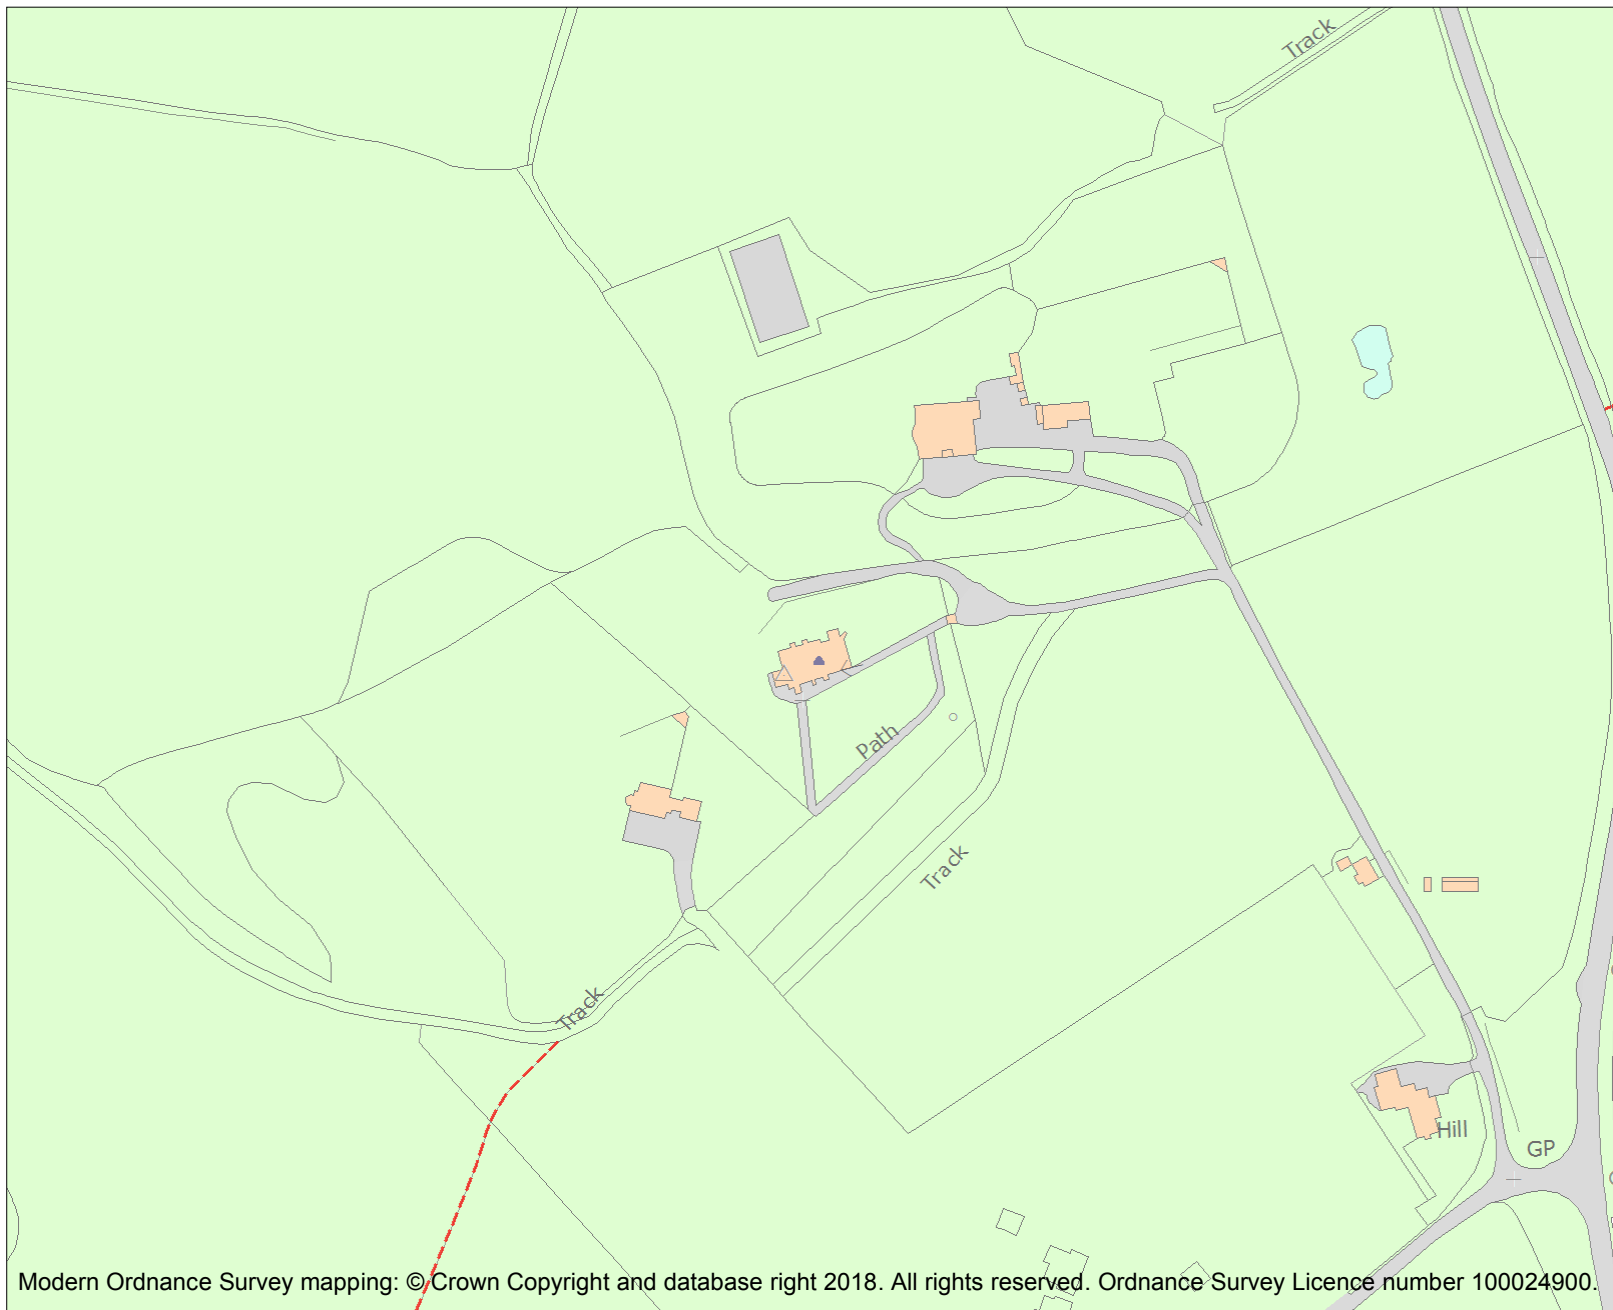 Track
Path
Track
Track
Hill
GP
Modern Ordnance Survey mapping: © Crown Copyright and database right 2018. All rights reserved. Ordnance Survey Licence number 100024900.